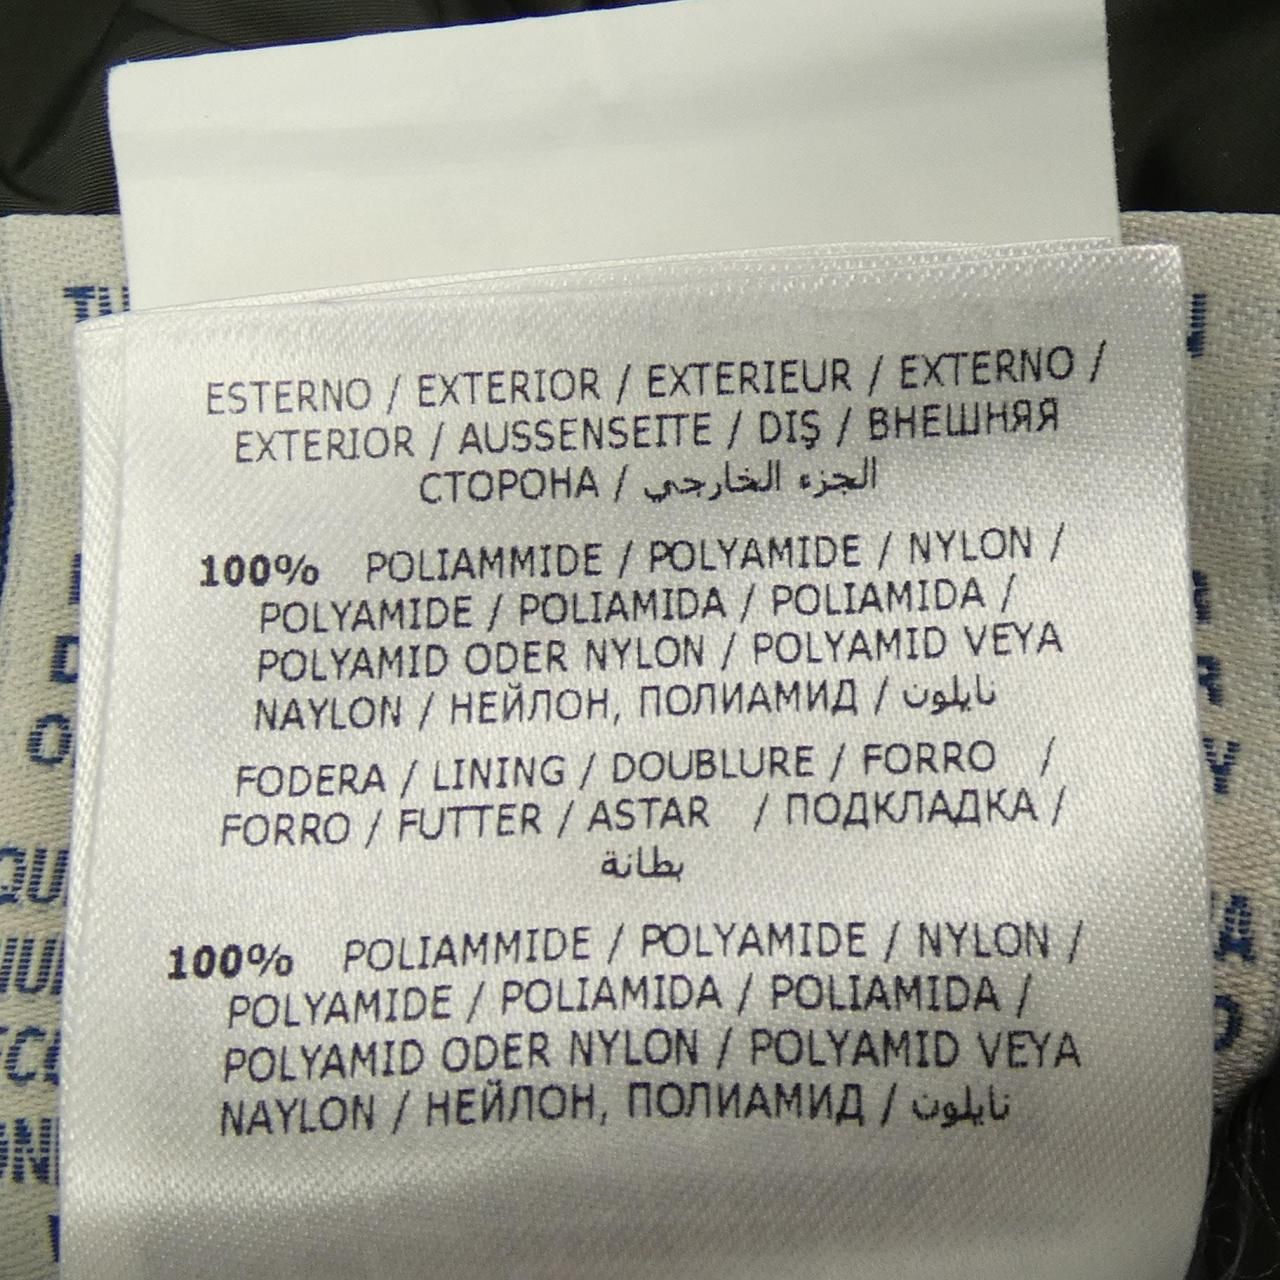 ESTERNO / EXTERIOR / EXTERIEUR / EXTERNO /
EXTERIOR / AUSSENSEITE / DIŞ / ВНЕШНЯЯ
СТОРОНА / الجزء الخارجي
100% POLIAMMIDE / POLYAMIDE / NYLON /
POLYAMIDE / POLIAMIDA / POLIAMIDA /
POLYAMID ODER NYLON / POLYAMID VEYA
NAYLON / НЕЙЛОН, ПОЛИАМИД / نايلون
FODERA / LINING / DOUBLURE / FORRO /
FORRO / FUTTER / ASTAR / ПОДКЛАДКА /
بطانة
100% POLIAMMIDE / POLYAMIDE / NYLON /
POLYAMIDE / POLIAMIDA / POLIAMIDA /
POLYAMID ODER NYLON / POLYAMID VEYA
NAYLON / НЕЙЛОН, ПОЛИАМИД / نايلون